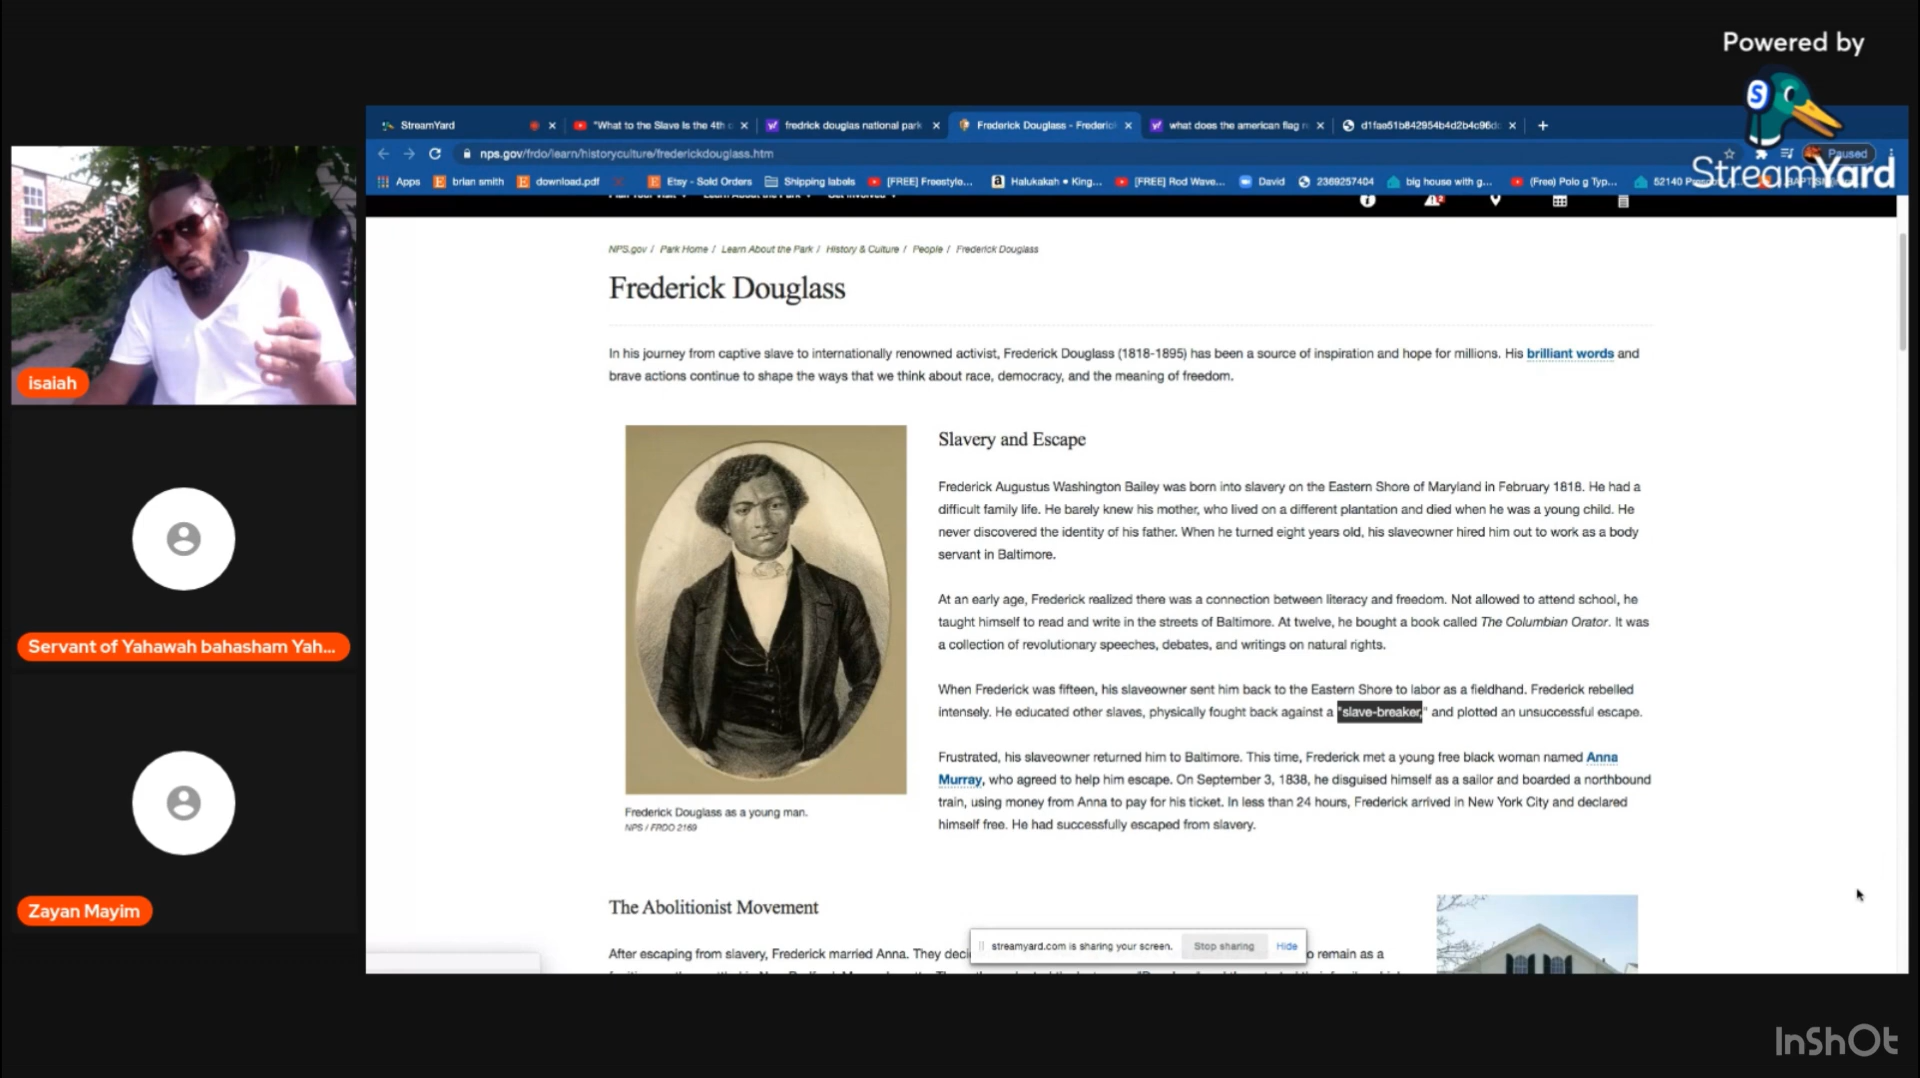 Powered by
StreamYard
StreamYard
"What to the Slave Is the 4th
fredrick douglas national park
Frederick Douglass - Frederic
what does the american flag
d1fae51b842954b4d2b4c96d
nps.gov/frdo/learn/historyculture/frederickdouglass.htm
Paused
Apps
brian smith
download.pdf
Etsy - Sold Orders
Shipping labels
[FREE] Freestyle...
Halukakah • King...
[FREE] Rod Wave...
David
2369257404
big house with g...
(Free) Polo g Typ...
NPS.gov / Park Home / Learn About the Park / History & Culture / People / Frederick Douglass
Frederick Douglass
In his journey from captive slave to internationally renowned activist, Frederick Douglass (1818-1895) has been a source of inspiration and hope for millions. His brilliant words and
brave actions continue to shape the ways that we think about race, democracy, and the meaning of freedom.
Slavery and Escape
Frederick Augustus Washington Bailey was born into slavery on the Eastern Shore of Maryland in February 1818. He had a
difficult family life. He barely knew his mother, who lived on a different plantation and died when he was a young child. He
never discovered the identity of his father. When he turned eight years old, his slaveowner hired him out to work as a body
servant in Baltimore.
At an early age, Frederick realized there was a connection between literacy and freedom. Not allowed to attend school, he
taught himself to read and write in the streets of Baltimore. At twelve, he bought a book called The Columbian Orator. It was
a collection of revolutionary speeches, debates, and writings on natural rights.
When Frederick was fifteen, his slaveowner sent him back to the Eastern Shore to labor as a fieldhand. Frederick rebelled
intensely. He educated other slaves, physically fought back against a "slave-breaker," and plotted an unsuccessful escape.
Frustrated, his slaveowner returned him to Baltimore. This time, Frederick met a young free black woman named Anna
Murray, who agreed to help him escape. On September 3, 1838, he disguised himself as a sailor and boarded a northbound
train, using money from Anna to pay for his ticket. In less than 24 hours, Frederick arrived in New York City and declared
himself free. He had successfully escaped from slavery.
Frederick Douglass as a young man.
NPS / FRDO 2169
The Abolitionist Movement
After escaping from slavery, Frederick married Anna. They deci
o remain as a
streamyard.com is sharing your screen.
Stop sharing
Hide
isaiah
Servant of Yahawah bahasham Yah...
Zayan Mayim
InShOt